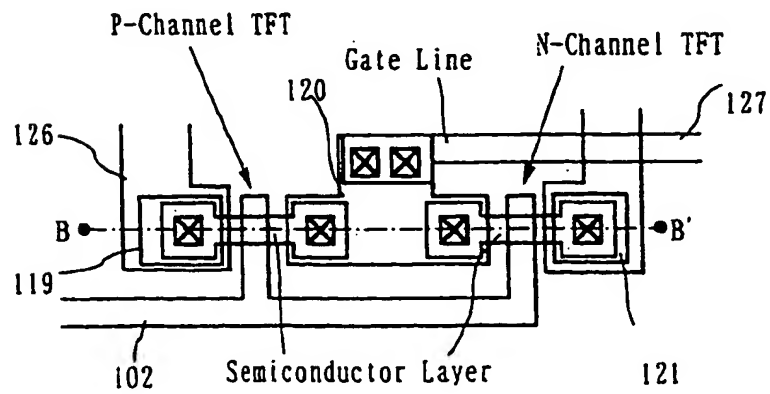 P-Channel TFT
N-Channel TFT
Gate Line
120
127
126
B
B'
119
102
Semiconductor Layer
121